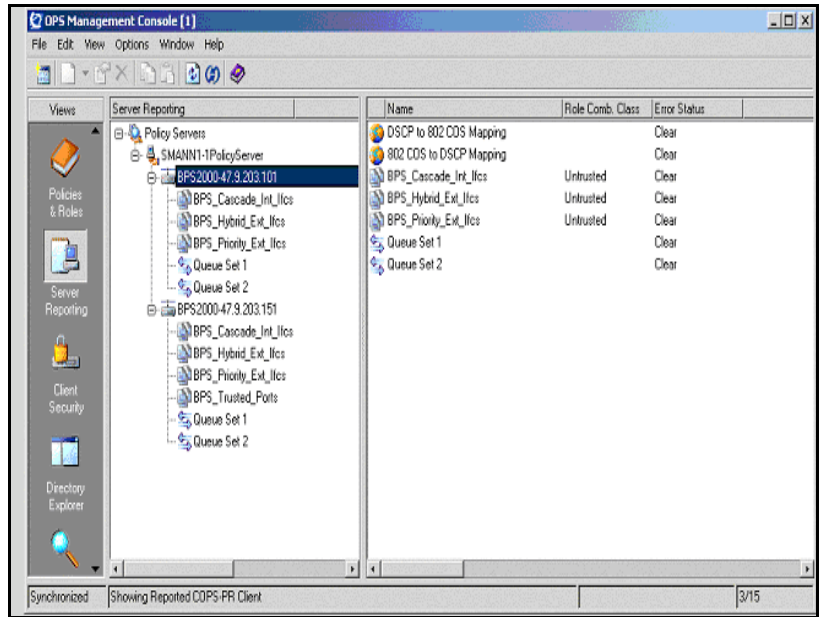 OPS Management Console [1]
File Edit View Options Window Help
Views
Policies
& Roles
Server
Reporting
Client
Security
Directory
Explorer
Server Reporting
Policy Servers
SMANN1-1PolicyServer
BPS2000-47.9.203.101
BPS_Cascade_Int_Ifcs
BPS_Hybrid_Ext_Ifcs
BPS_Priority_Ext_Ifcs
Queue Set 1
Queue Set 2
BPS2000-47.9.203.151
BPS_Cascade_Int_Ifcs
BPS_Hybrid_Ext_Ifcs
BPS_Priority_Ext_Ifcs
BPS_Trusted_Ports
Queue Set 1
Queue Set 2
Name Role Comb. Class Error Status
DSCP to 802 COS Mapping Clear
802 COS to DSCP Mapping Clear
BPS_Cascade_Int_Ifcs Untrusted Clear
BPS_Hybrid_Ext_Ifcs Untrusted Clear
BPS_Priority_Ext_Ifcs Untrusted Clear
Queue Set 1 Clear
Queue Set 2 Clear
Synchronized Showing Reported COPS-PR Client 3/15